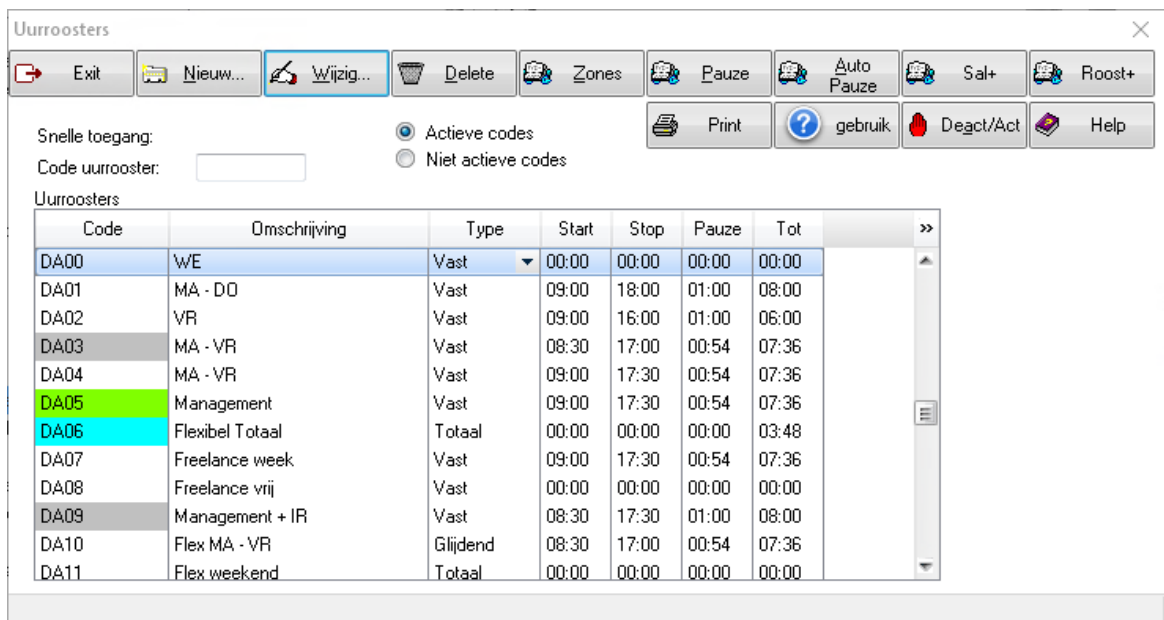 Uurroosters
Exit Nieuw... Wijzig... Delete Zones Pauze Auto Pauze Sal+ Roost+
Print gebruik Deact/Act Help
Snelle toegang:
Actieve codes
Code uurrooster:
Niet actieve codes
Uurroosters
Code Omschrijving Type Start Stop Pauze Tot »
DA00 WE Vast 00:00 00:00 00:00 00:00
DA01 MA - DO Vast 09:00 18:00 01:00 08:00
DA02 VR Vast 09:00 16:00 01:00 06:00
DA03 MA - VR Vast 08:30 17:00 00:54 07:36
DA04 MA - VR Vast 09:00 17:30 00:54 07:36
DA05 Management Vast 09:00 17:30 00:54 07:36
DA06 Flexibel Totaal Totaal 00:00 00:00 00:00 03:48
DA07 Freelance week Vast 09:00 17:30 00:54 07:36
DA08 Freelance vrij Vast 00:00 00:00 00:00 00:00
DA09 Management + IR Vast 08:30 17:30 01:00 08:00
DA10 Flex MA - VR Glijdend 08:30 17:00 00:54 07:36
DA11 Flex weekend Totaal 00:00 00:00 00:00 00:00